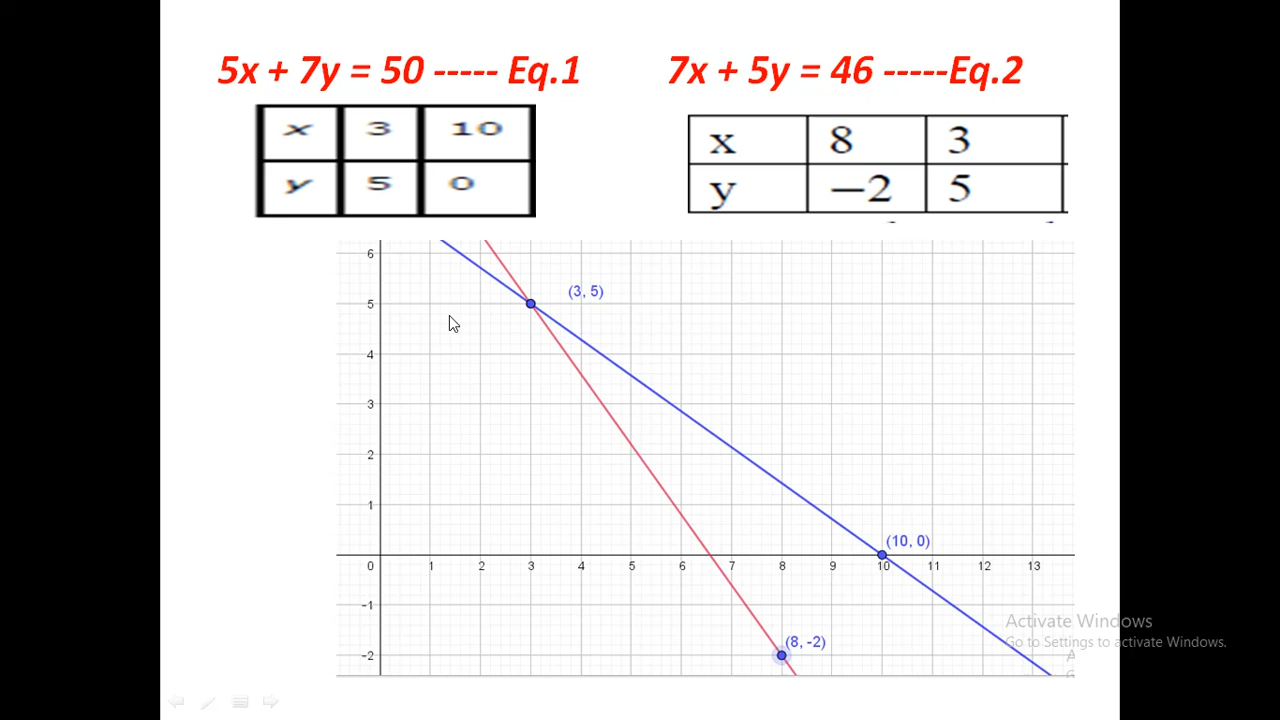 5x + 7y = 50 ----- Eq.1
7x + 5y = 46 -----Eq.2
x 3 10
y 5 0
x 8 3
y −2 5
6
5
4
3
2
1
0
-1
-2
1 2 3 4 5 6 7 8 9 10 11 12 13
(3, 5)
(10, 0)
(8, -2)
Activate Windows
Go to Settings to activate Windows.